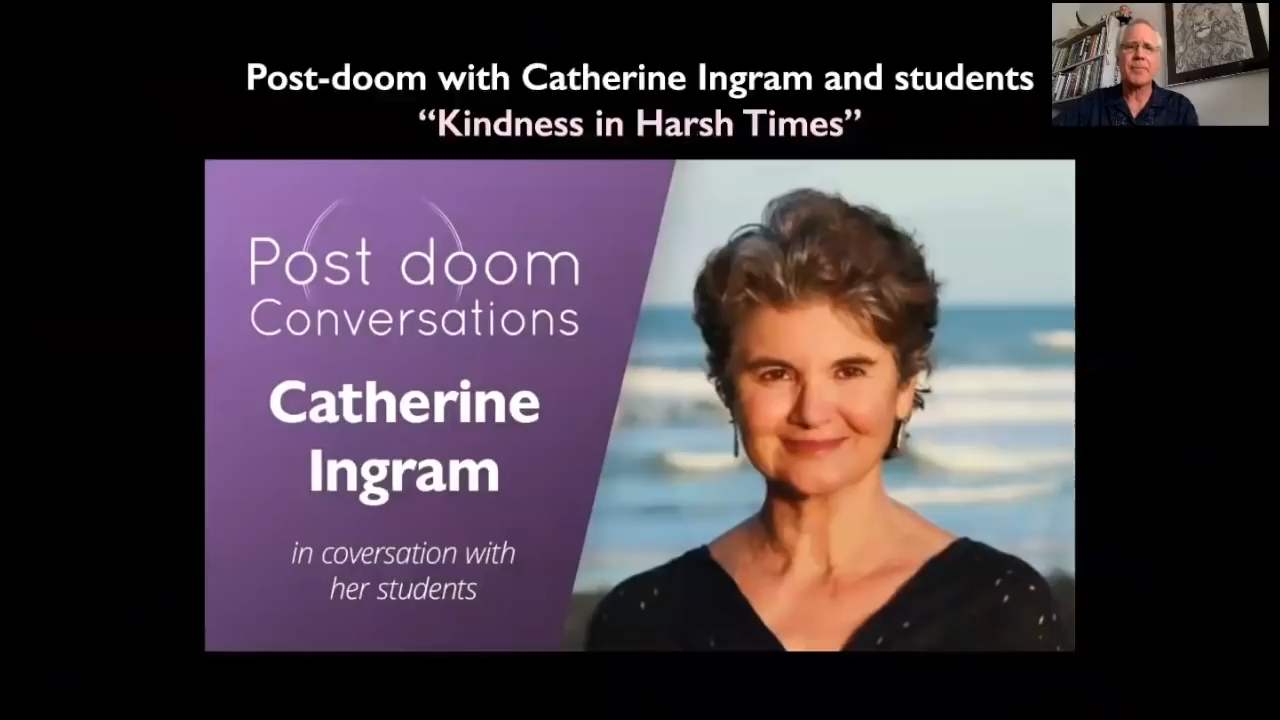 Post-doom with Catherine Ingram and students
“Kindness in Harsh Times”
Post doom
Conversations
Catherine
Ingram
in coversation with
her students